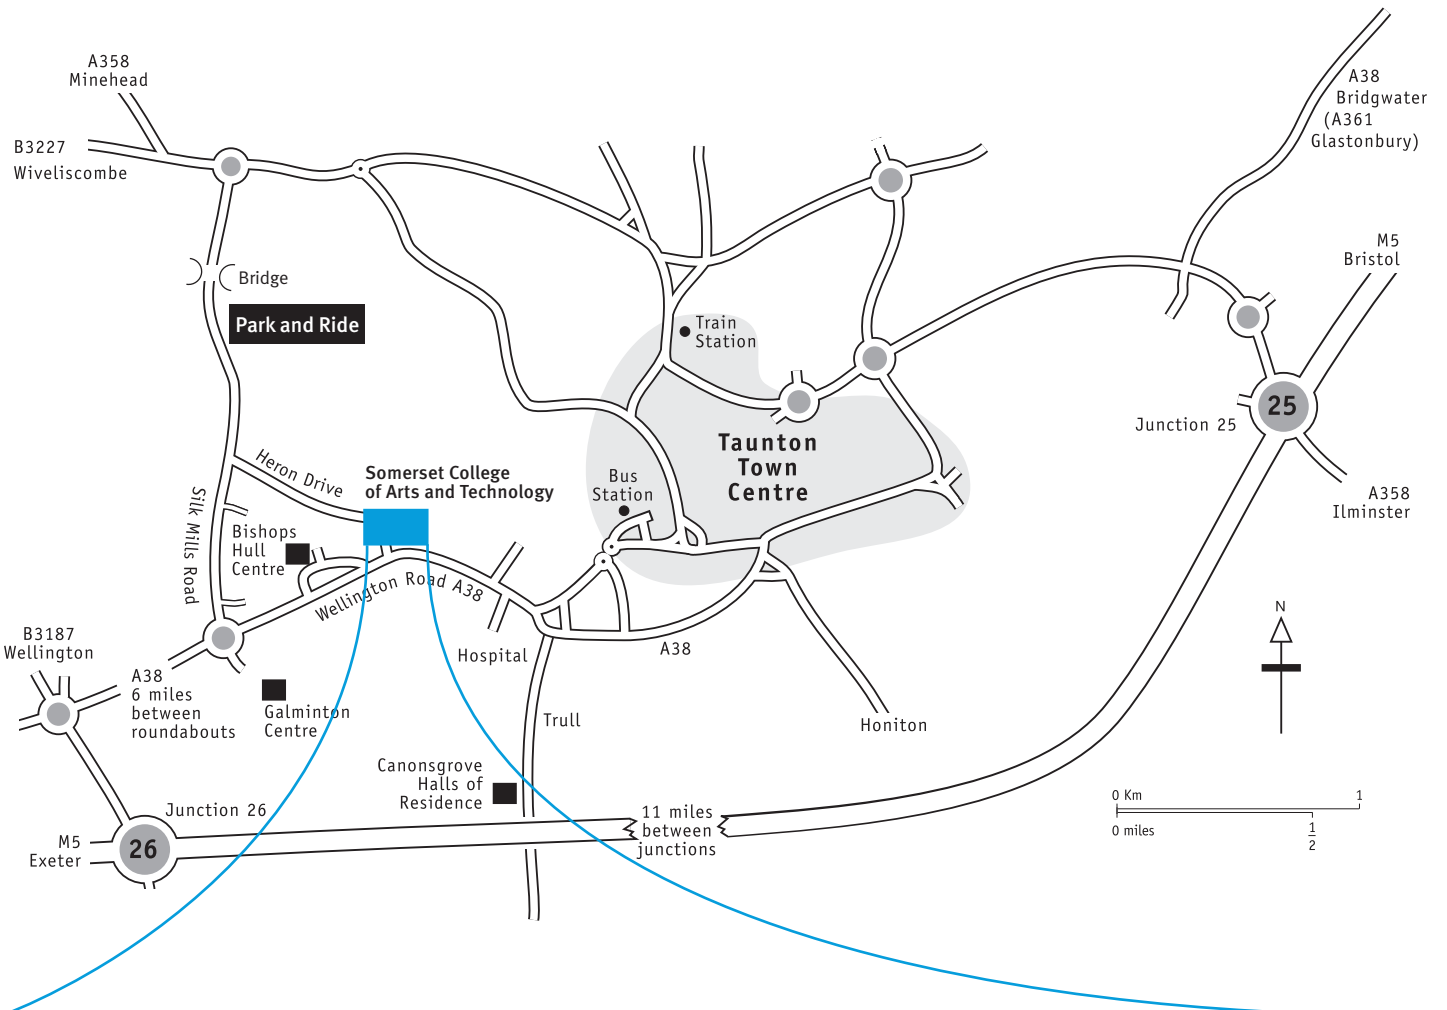 A358
Minehead
B3227
Wiveliscombe
A38
Bridgwater
(A361
Glastonbury)
M5
Bristol
Bridge
Park and Ride
Train
Station
25
Junction 25
Taunton
Town
Centre
Heron Drive
Somerset College
of Arts and Technology
Bus
Station
A358
Ilminster
Silk Mills Road
Bishops
Hull
Centre
Wellington Road A38
N
B3187
Wellington
Hospital
A38
A38
6 miles
between
roundabouts
Galminton
Centre
Trull
Honiton
Canonsgrove
Halls of
Residence
Junction 26
M5
Exeter
26
11 miles
between
junctions
0 Km 1
0 miles 1
2